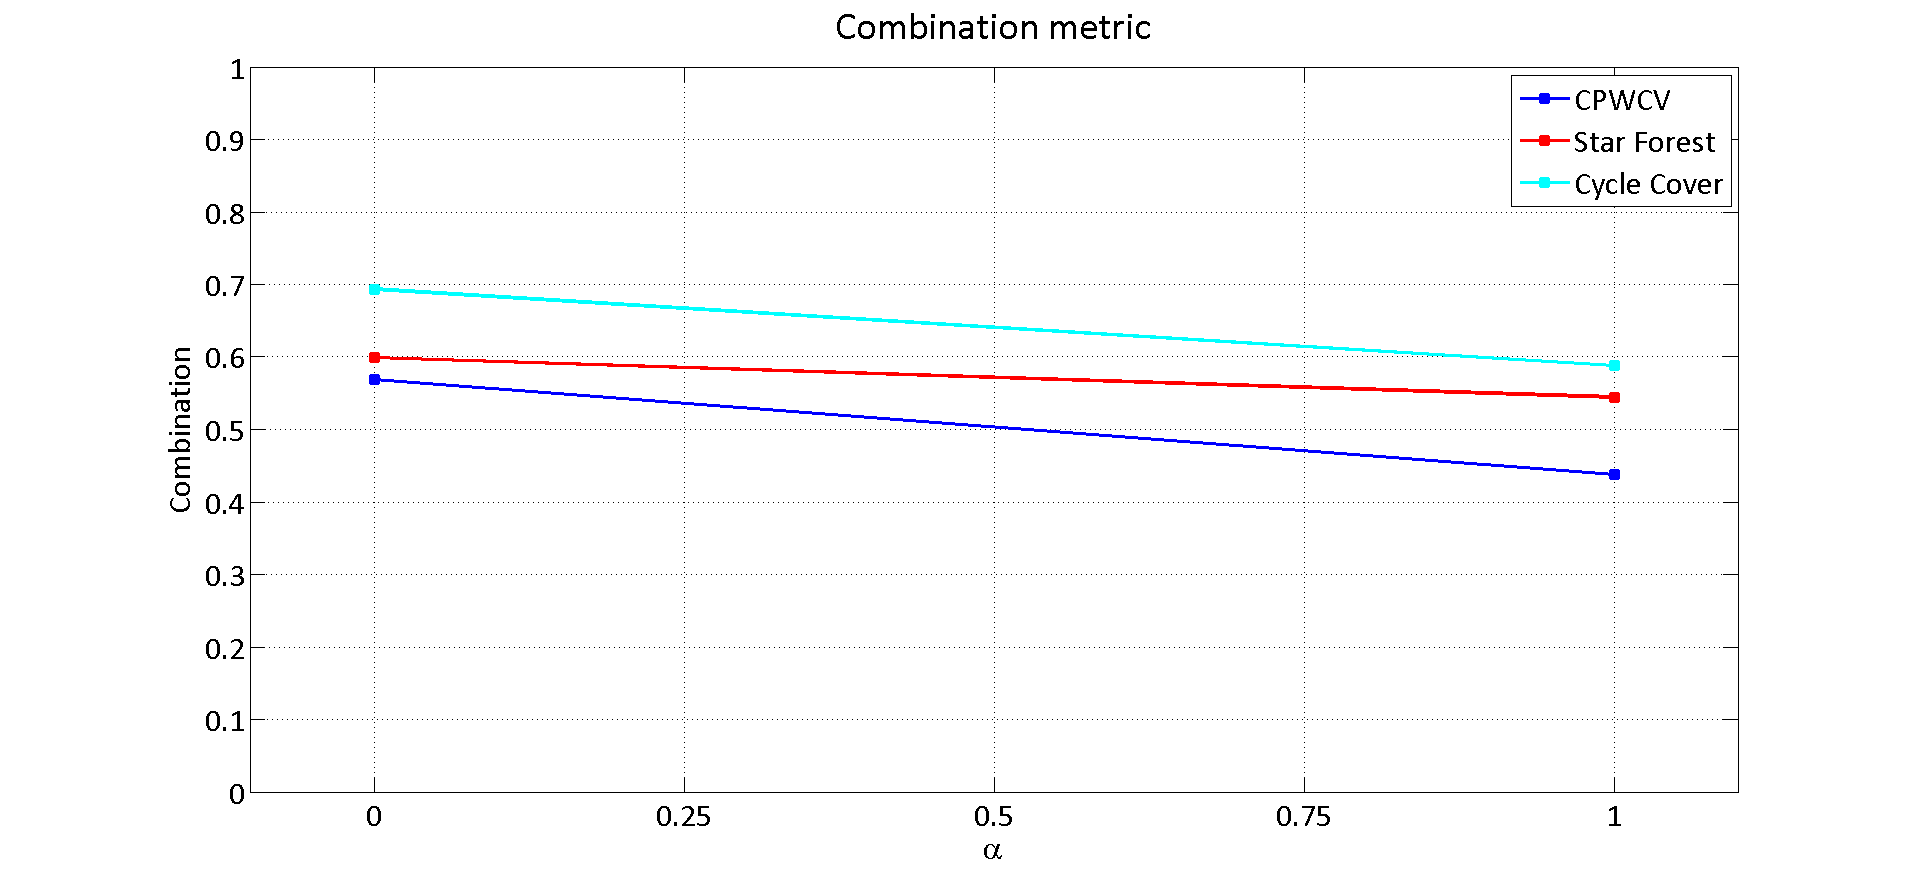 Combination metric
1
0.9
0.8
0.7
0.6
0.5
0.4
0.3
0.2
0.1
0
Combination
CPWCV
Star Forest
Cycle Cover
0 0.25 0.5 0.75 1
α